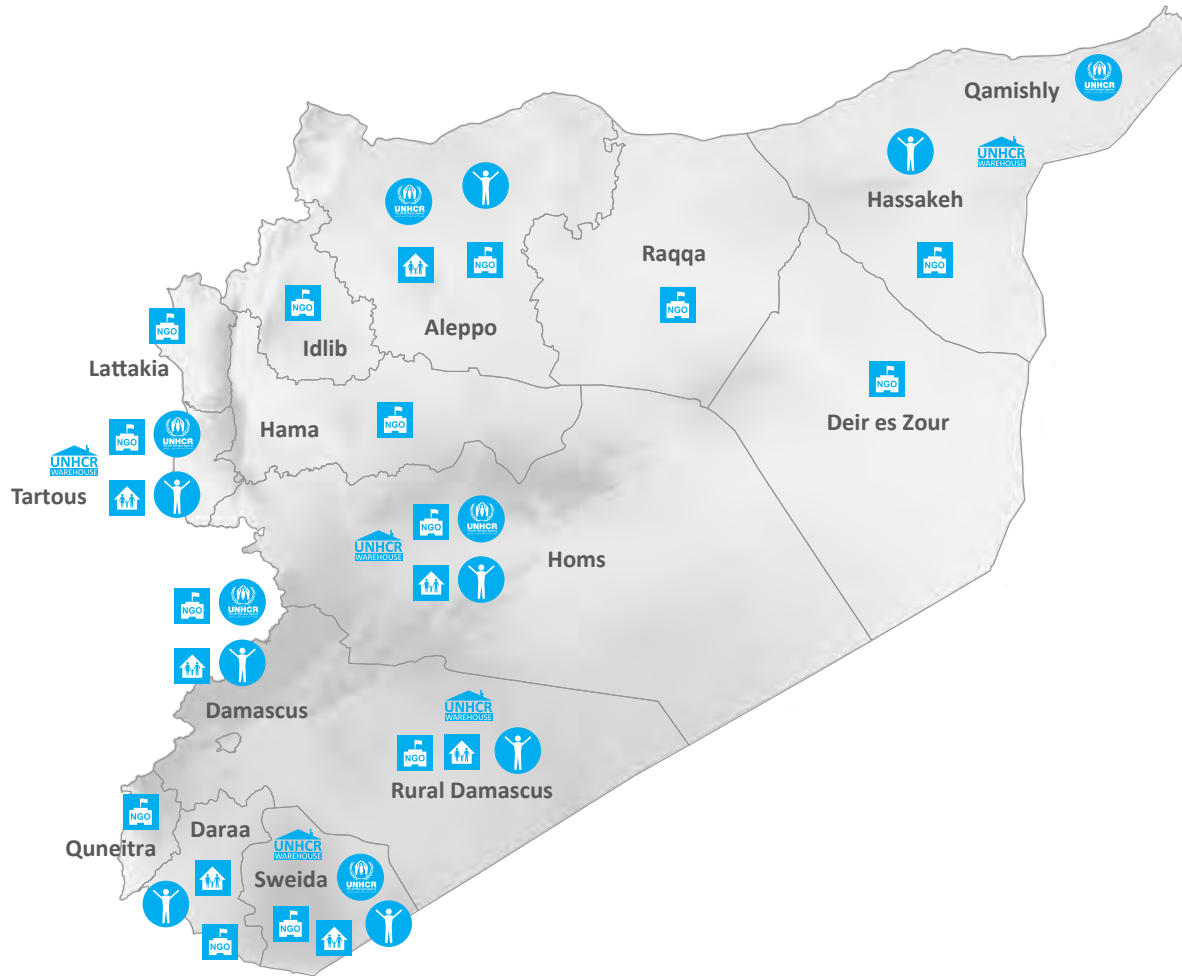 Qamishly
UNHCR
UNHCR
WAREHOUSE
Hassakeh
UNHCR
NGO
NGO
Raqqa
NGO
NGO
Idlib
Aleppo
NGO
Lattakia
NGO
Deir es Zour
NGO
Hama
NGO
UNHCR
UNHCR
WAREHOUSE
Tartous
NGO
UNHCR
UNHCR
WAREHOUSE
Homs
NGO
UNHCR
Damascus
UNHCR
WAREHOUSE
NGO
Rural Damascus
NGO
Quneitra
Daraa
NGO
UNHCR
WAREHOUSE
Sweida
UNHCR
NGO